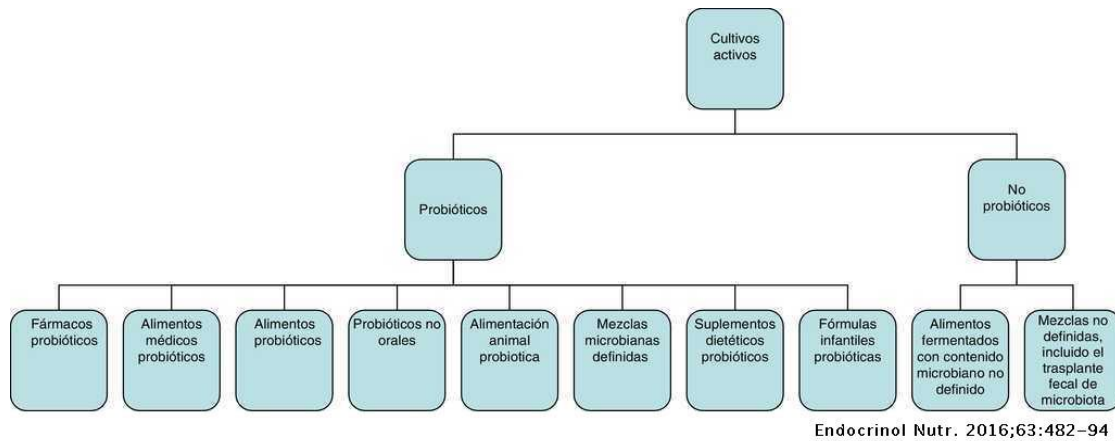 Cultivos
activos
Probióticos
No
probióticos
Fármacos
probióticos
Alimentos
médicos
probióticos
Alimentos
probióticos
Probióticos no
orales
Alimentación
animal
probiotica
Mezclas
microbianas
definidas
Suplementos
dietéticos
probióticos
Fórmulas
infantiles
probióticas
Alimentos
fermentados
con contenido
microbiano no
definido
Mezclas no
definidas,
incluido el
trasplante
fecal de
microbiota
Endocrinol Nutr. 2016;63:482–94